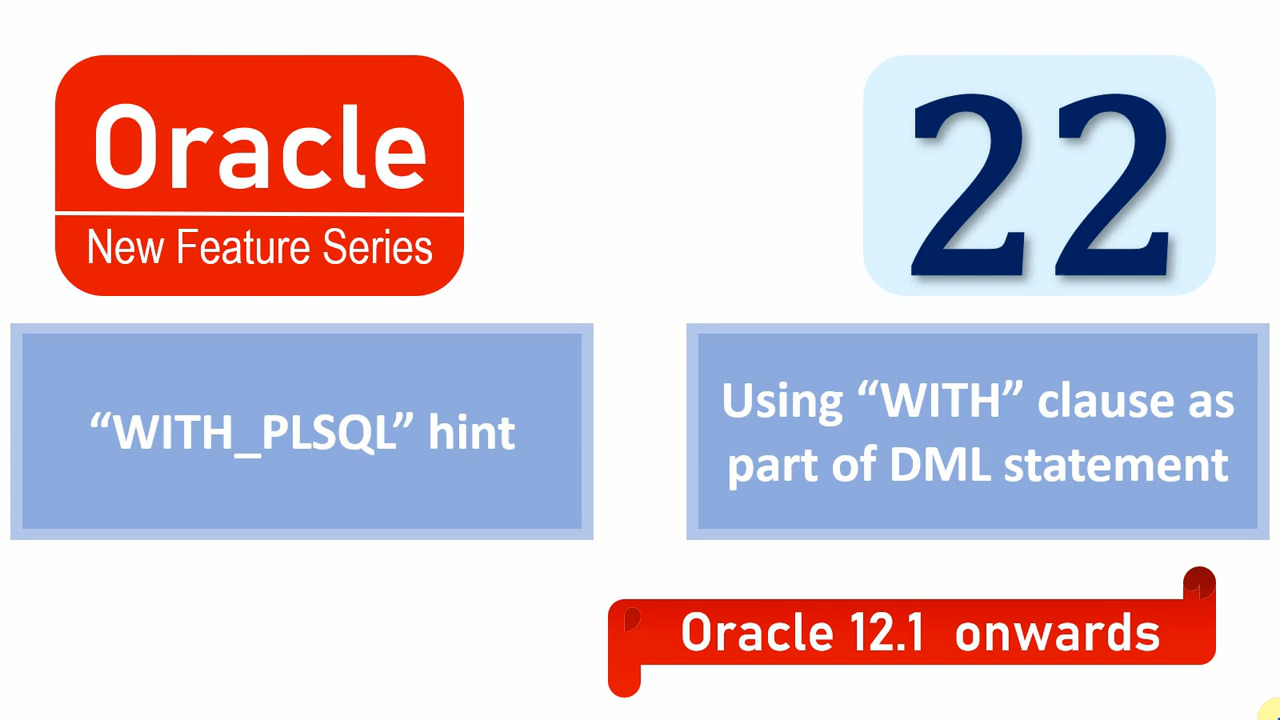 Oracle
New Feature Series
22
“WITH_PLSQL” hint
Using “WITH” clause as
part of DML statement
Oracle 12.1 onwards